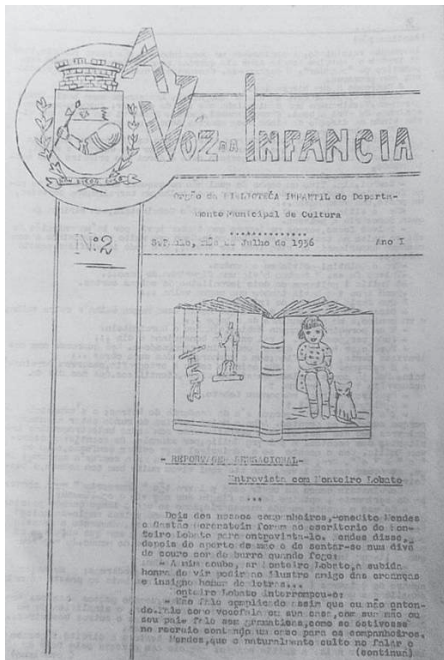 A
VOZ DA INFANCIA
Orgão da BIBLIOTECA INFANTIL do Departa-
mento Municipal de Cultura
Nº2
S. Paulo, mês de Julho de 1936 Ano I
- REPORTAGEM SENSACIONAL-
Entrevista com Monteiro Lobato
Dois dos nossos companheiros, Benedito Mendes
e Gastão foram ao escritorio de Mon-
teiro Lobato para entrevista-lo. Mendes disse,
depois do aperto de mão e de sentar-se num divã
de couro cor de burro quando foge:
- A mim coube, sr Monteiro Lobato, a subida
honra de vir pedir ao ilustre amigo das creanças
e insigne homem de letras...
Monteiro Lobato interrompeu-o:
- Não fale complicado assim que eu não enten-
do. Fale como você fala em sua casa, com sua mãe ou
seu pai. Fale sem gramatica, como se estivesse
no recreio contando um caso para os companheiros.
Mendes, que é naturalmente culto no falar e
(continua)